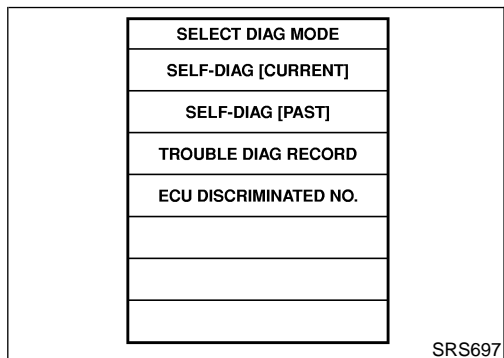 SELECT DIAG MODE
SELF-DIAG [CURRENT]
SELF-DIAG [PAST]
TROUBLE DIAG RECORD
ECU DISCRIMINATED NO.
SRS697